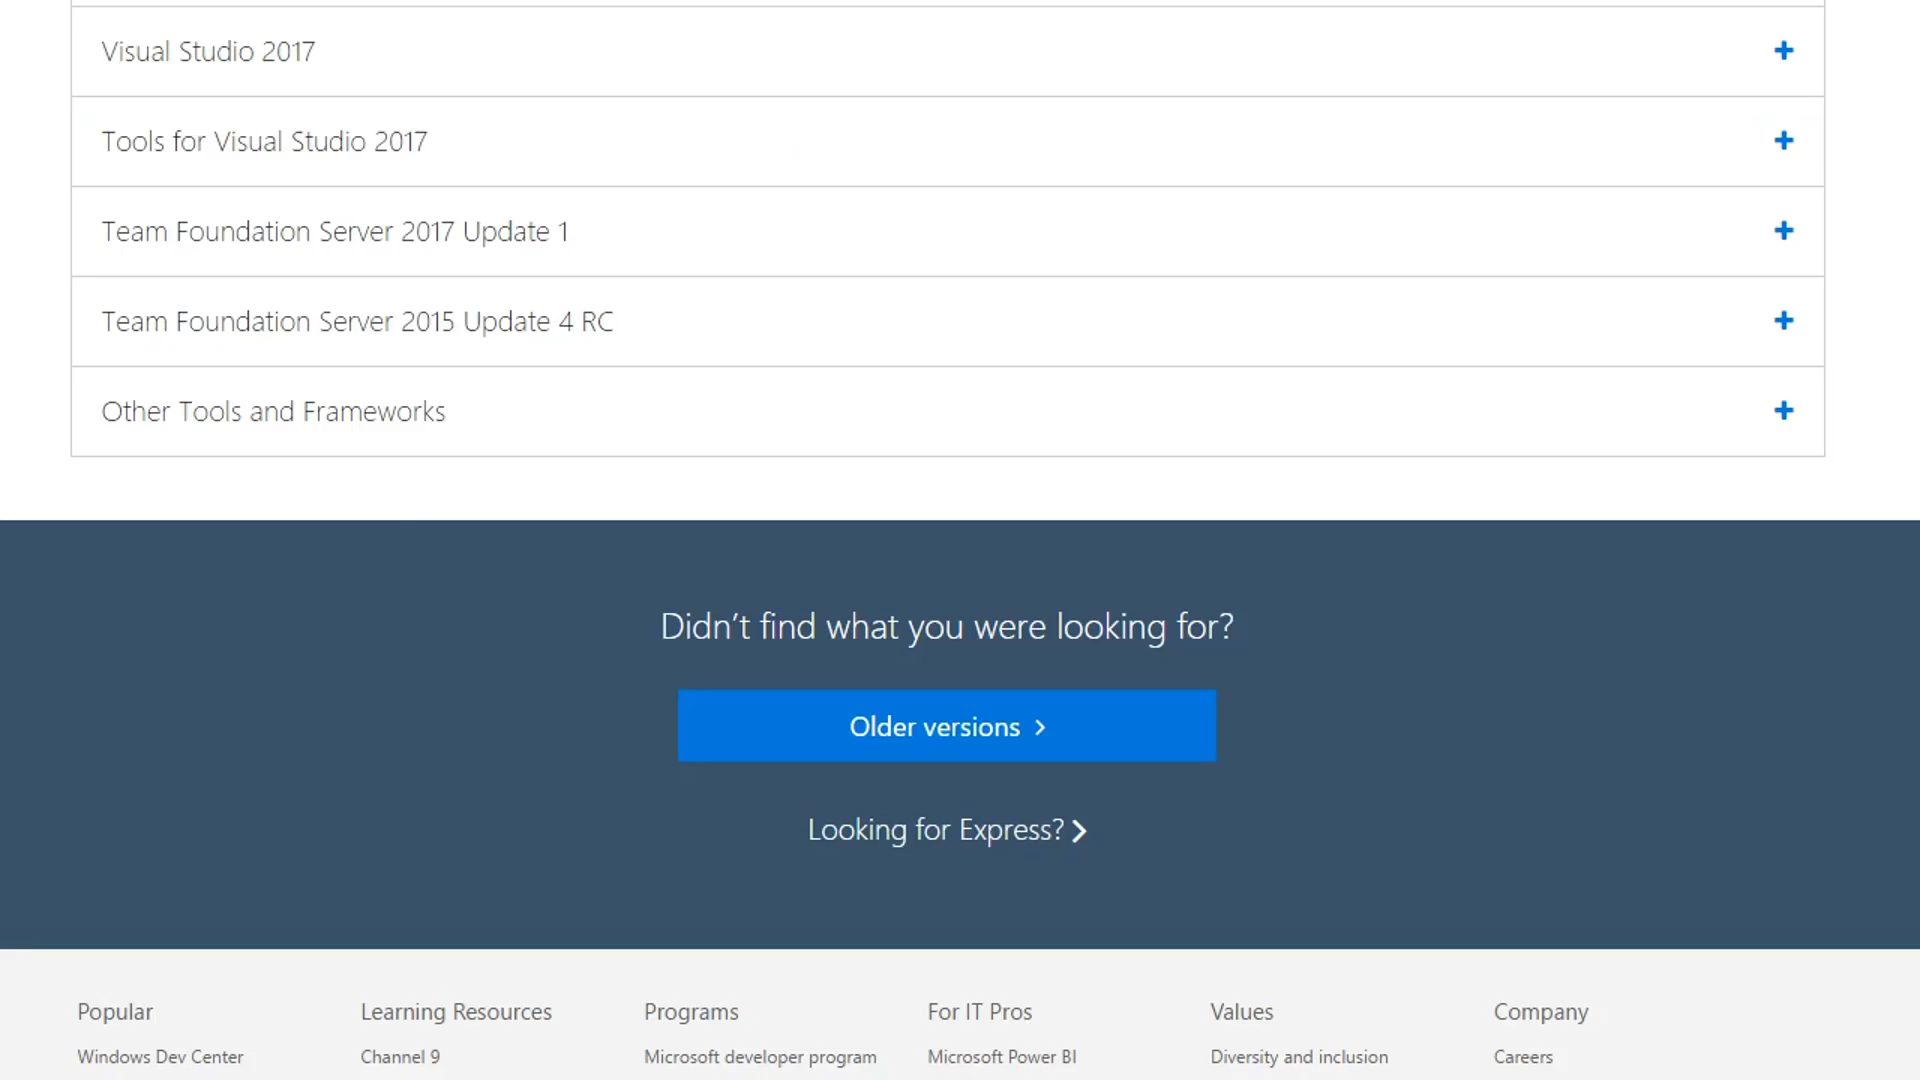 Visual Studio 2017
Tools for Visual Studio 2017
Team Foundation Server 2017 Update 1
Team Foundation Server 2015 Update 4 RC
Other Tools and Frameworks
Didn’t find what you were looking for?
Older versions
Looking for Express?
Popular Learning Resources Programs For IT Pros Values Company
Windows Dev Center Channel 9 Microsoft developer program Microsoft Power BI Diversity and inclusion Careers